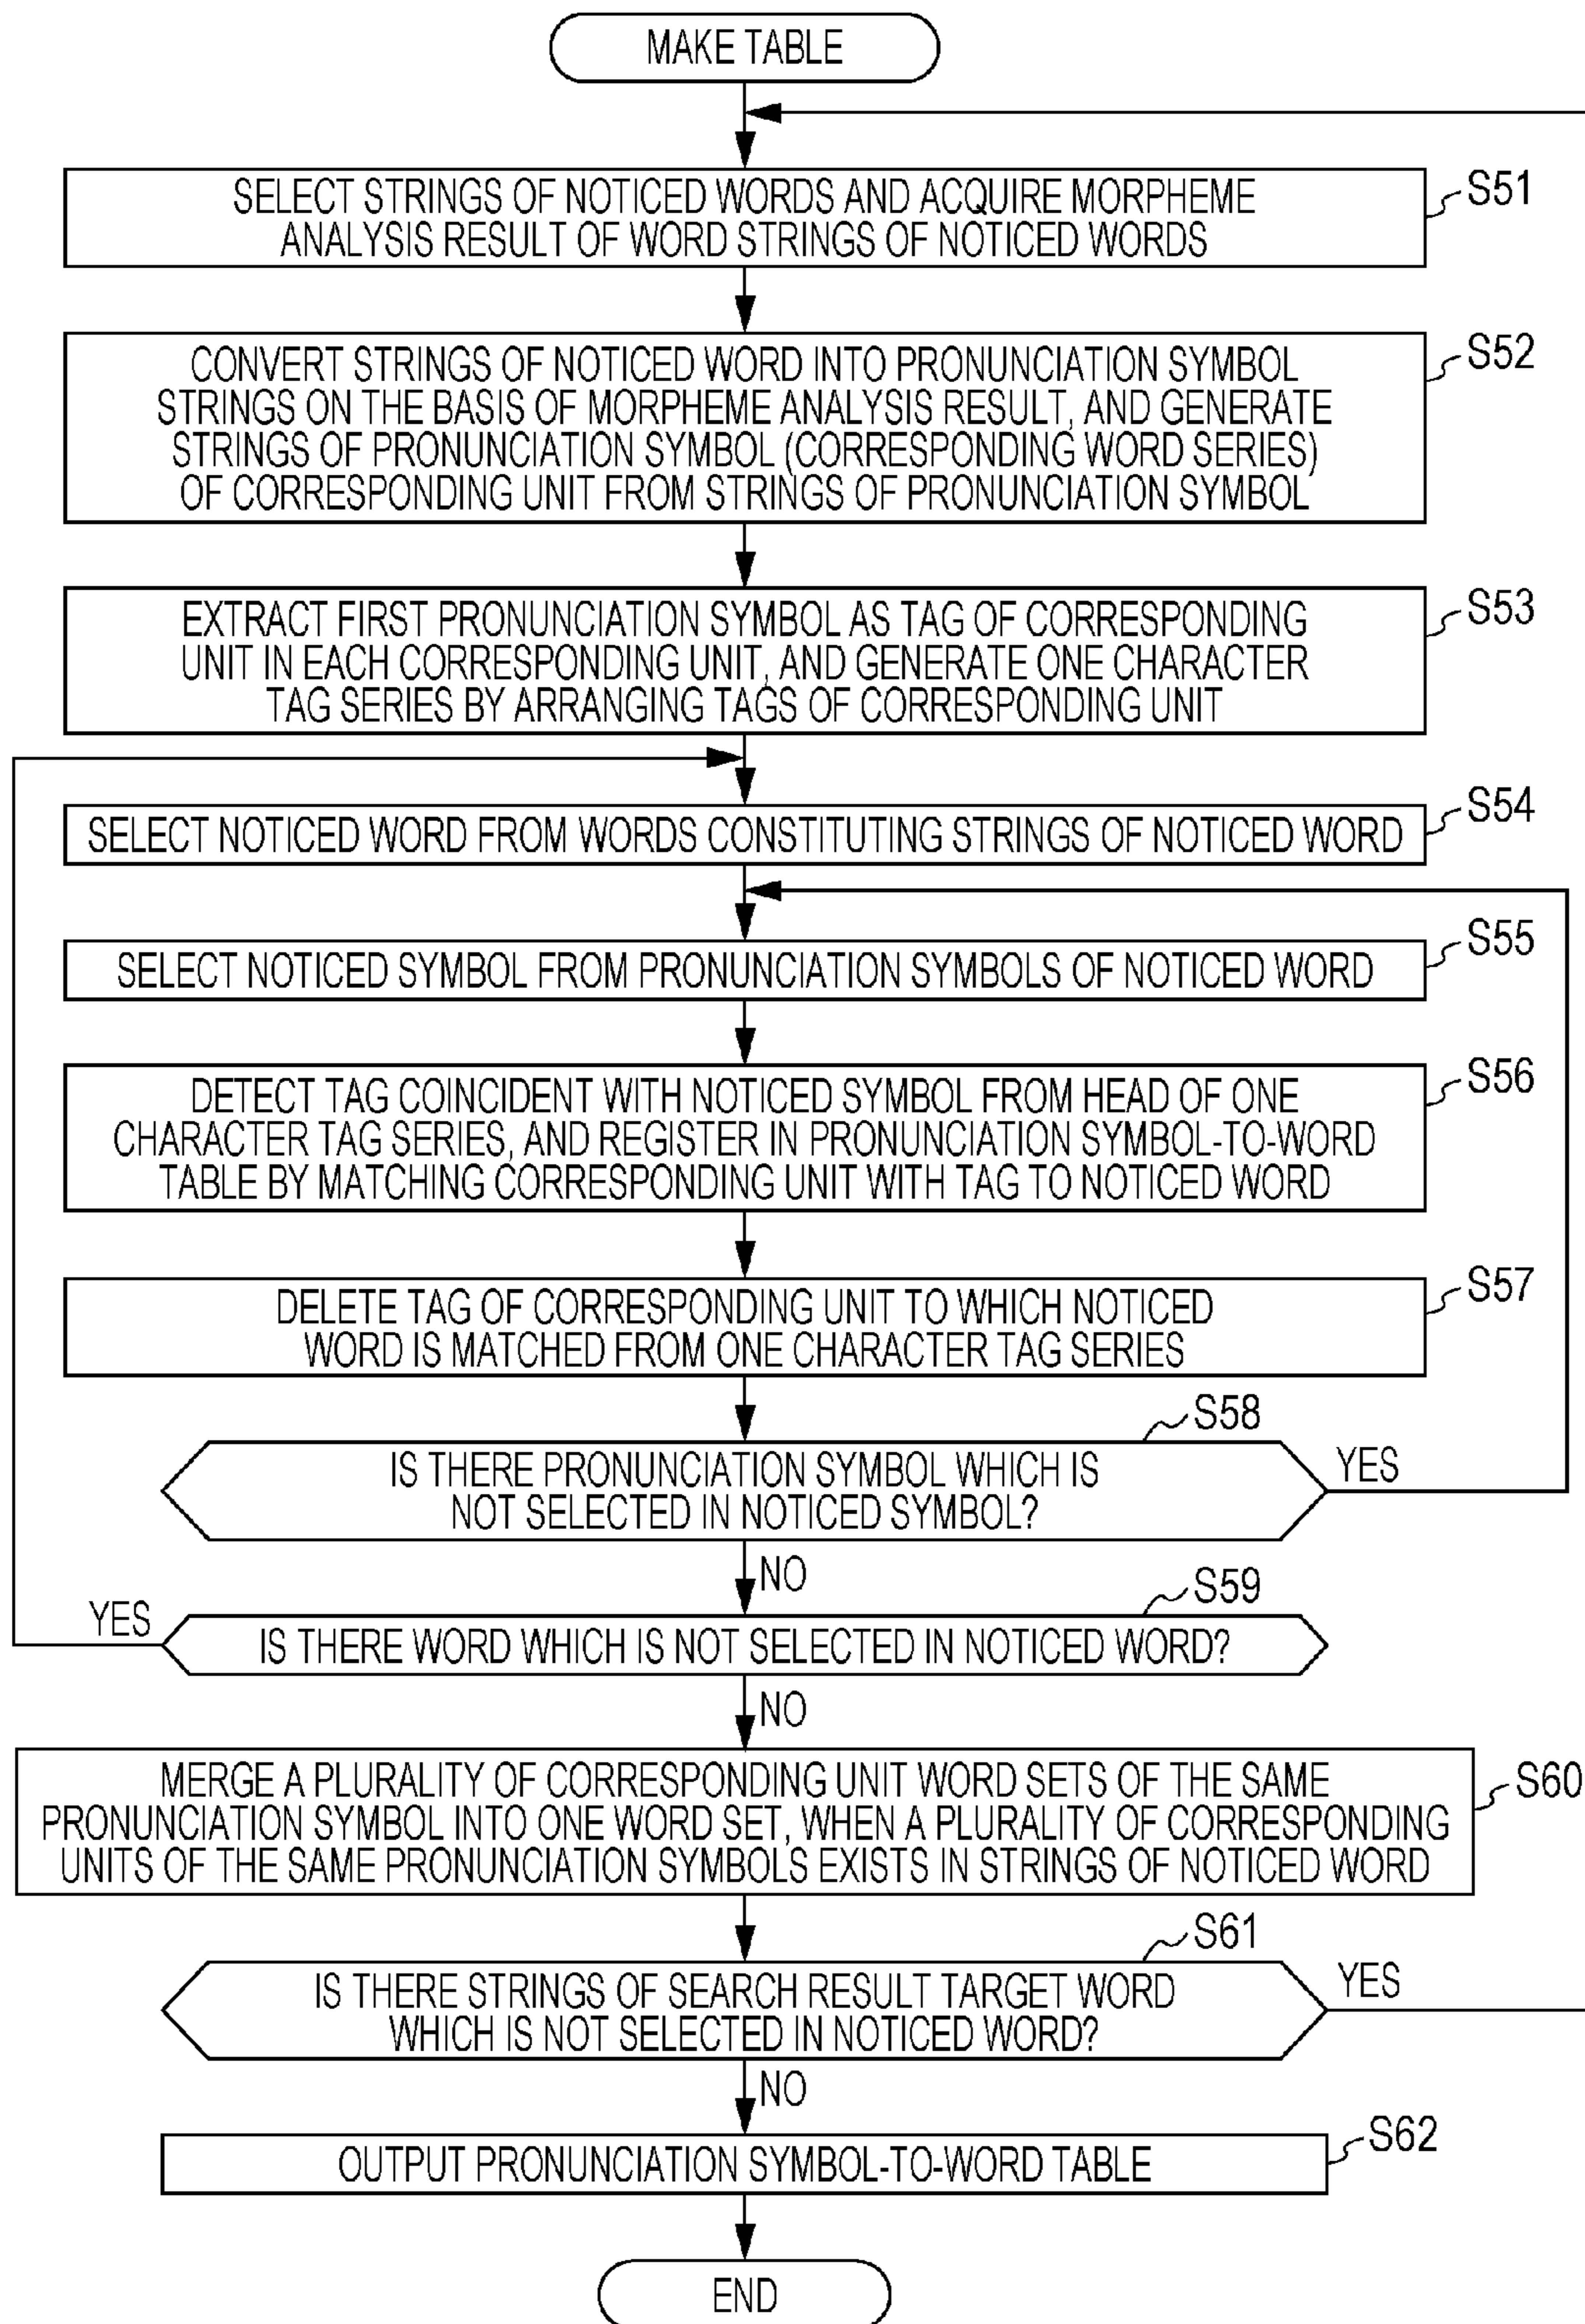 MAKE TABLE
SELECT STRINGS OF NOTICED WORDS AND ACQUIRE MORPHEME
ANALYSIS RESULT OF WORD STRINGS OF NOTICED WORDS
S51
CONVERT STRINGS OF NOTICED WORD INTO PRONUNCIATION SYMBOL
STRINGS ON THE BASIS OF MORPHEME ANALYSIS RESULT, AND GENERATE
STRINGS OF PRONUNCIATION SYMBOL (CORRESPONDING WORD SERIES)
OF CORRESPONDING UNIT FROM STRINGS OF PRONUNCIATION SYMBOL
S52
EXTRACT FIRST PRONUNCIATION SYMBOL AS TAG OF CORRESPONDING
UNIT IN EACH CORRESPONDING UNIT, AND GENERATE ONE CHARACTER
TAG SERIES BY ARRANGING TAGS OF CORRESPONDING UNIT
S53
SELECT NOTICED WORD FROM WORDS CONSTITUTING STRINGS OF NOTICED WORD
S54
SELECT NOTICED SYMBOL FROM PRONUNCIATION SYMBOLS OF NOTICED WORD
S55
DETECT TAG COINCIDENT WITH NOTICED SYMBOL FROM HEAD OF ONE
CHARACTER TAG SERIES, AND REGISTER IN PRONUNCIATION SYMBOL-TO-WORD
TABLE BY MATCHING CORRESPONDING UNIT WITH TAG TO NOTICED WORD
S56
DELETE TAG OF CORRESPONDING UNIT TO WHICH NOTICED
WORD IS MATCHED FROM ONE CHARACTER TAG SERIES
S57
S58
IS THERE PRONUNCIATION SYMBOL WHICH IS
NOT SELECTED IN NOTICED SYMBOL?
YES
NO
S59
YES
IS THERE WORD WHICH IS NOT SELECTED IN NOTICED WORD?
NO
MERGE A PLURALITY OF CORRESPONDING UNIT WORD SETS OF THE SAME
PRONUNCIATION SYMBOL INTO ONE WORD SET, WHEN A PLURALITY OF CORRESPONDING
UNITS OF THE SAME PRONUNCIATION SYMBOLS EXISTS IN STRINGS OF NOTICED WORD
S60
S61
IS THERE STRINGS OF SEARCH RESULT TARGET WORD
WHICH IS NOT SELECTED IN NOTICED WORD?
YES
NO
S62
OUTPUT PRONUNCIATION SYMBOL-TO-WORD TABLE
END